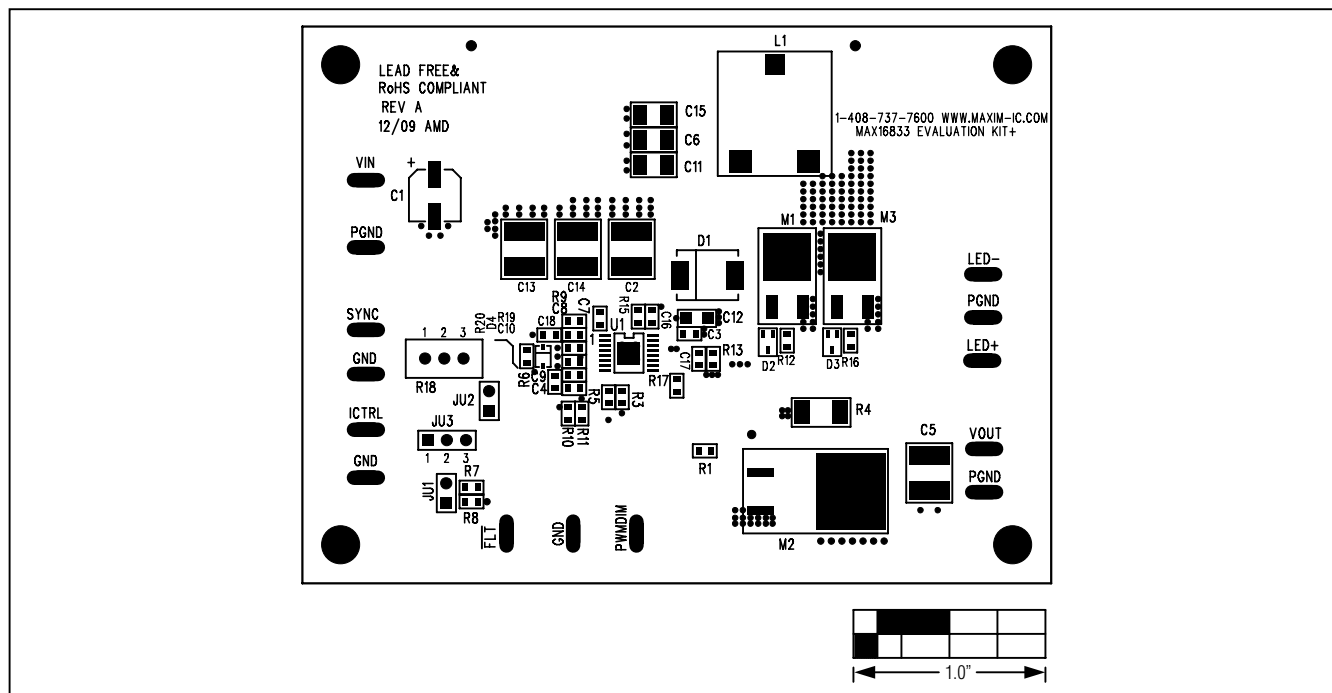 L1
LEAD FREE&
RoHS COMPLIANT
REV A
12/09 AMD
C15
C6
C11
1-408-737-7600 WWW.MAXIM-IC.COM
MAX16833 EVALUATION KIT+
VIN
+
C1
PGND
M1
M3
D1
LED-
C13
C14
C2
PGND
SYNC
R20
D4
R19
C10
R9
C8
C7
R15
C16
C12
C18
1
U1
C3
LED+
1 2 3
GND
R18
R6
C9
C4
C17
R13
R17
D2
R12
D3
R16
JU2
R5
R3
R4
ICTRL
JU3
R10
R11
C5
VOUT
GND
1 2 3
R1
R7
PGND
JU1
R8
FLT
GND
PWMDIM
M2
1.0"